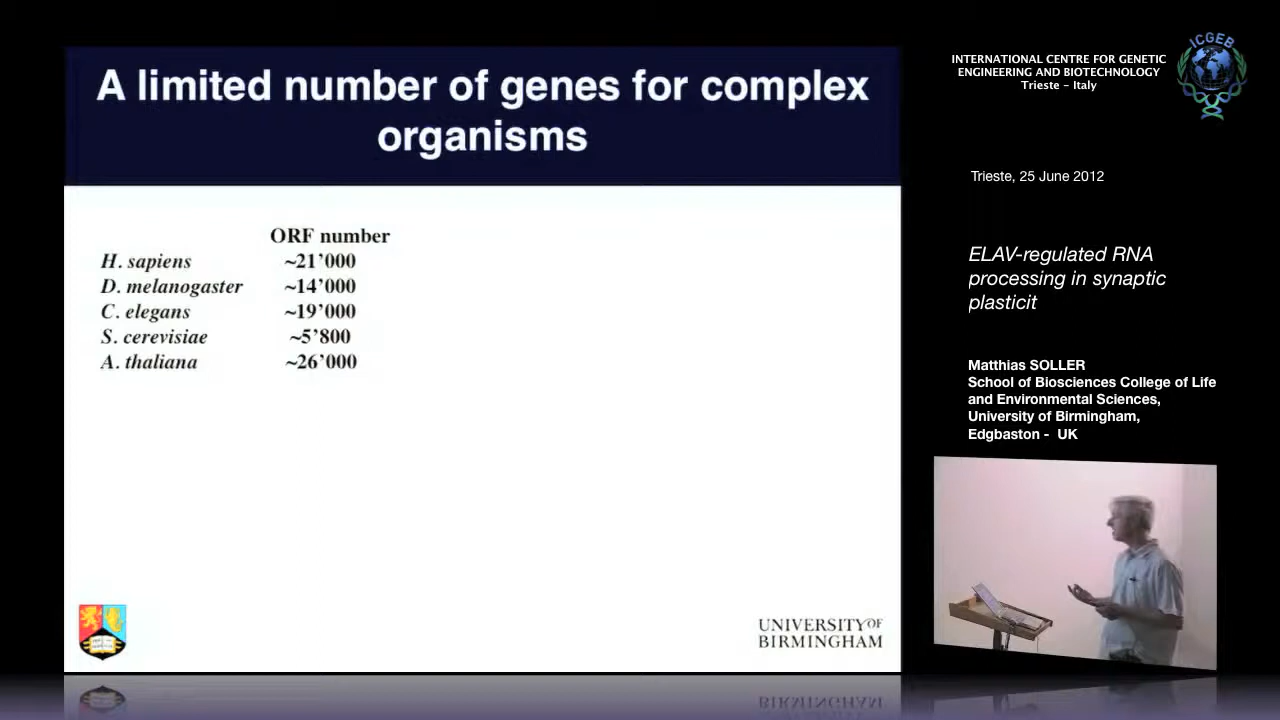 A limited number of genes for complex
organisms
ORF number
H. sapiens ~21’000
D. melanogaster ~14’000
C. elegans ~19’000
S. cerevisiae ~5’800
A. thaliana ~26’000
UNIVERSITY OF
BIRMINGHAM
INTERNATIONAL CENTRE FOR GENETIC
ENGINEERING AND BIOTECHNOLOGY
Trieste - Italy
ICGEB
Trieste, 25 June 2012
ELAV-regulated RNA
processing in synaptic
plasticit
Matthias SOLLER
School of Biosciences College of Life
and Environmental Sciences,
University of Birmingham,
Edgbaston - UK